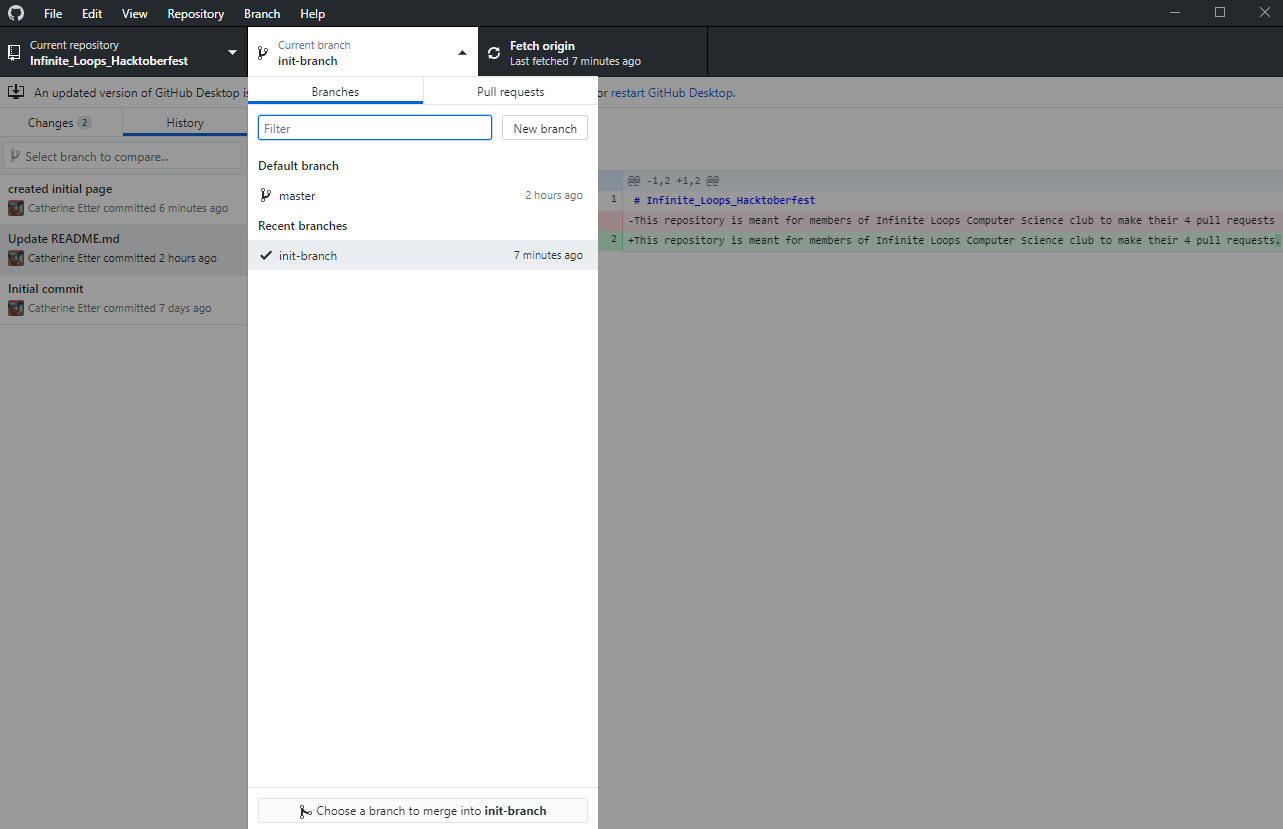 File Edit View Repository Branch Help
Current repository
Infinite_Loops_Hacktoberfest
Current branch
init-branch
Fetch origin
Last fetched 7 minutes ago
An updated version of GitHub Desktop is
or restart GitHub Desktop.
Changes 2
History
Select branch to compare...
created initial page
Catherine Etter committed 6 minutes ago
Update README.md
Catherine Etter committed 2 hours ago
Initial commit
Catherine Etter committed 7 days ago
Branches
Pull requests
Filter
New branch
Default branch
master 2 hours ago
Recent branches
init-branch 7 minutes ago
Choose a branch to merge into init-branch
@@ -1,2 +1,2 @@
1 # Infinite_Loops_Hacktoberfest
-This repository is meant for members of Infinite Loops Computer Science club to make their 4 pull requests
2 +This repository is meant for members of Infinite Loops Computer Science club to make their 4 pull requests.